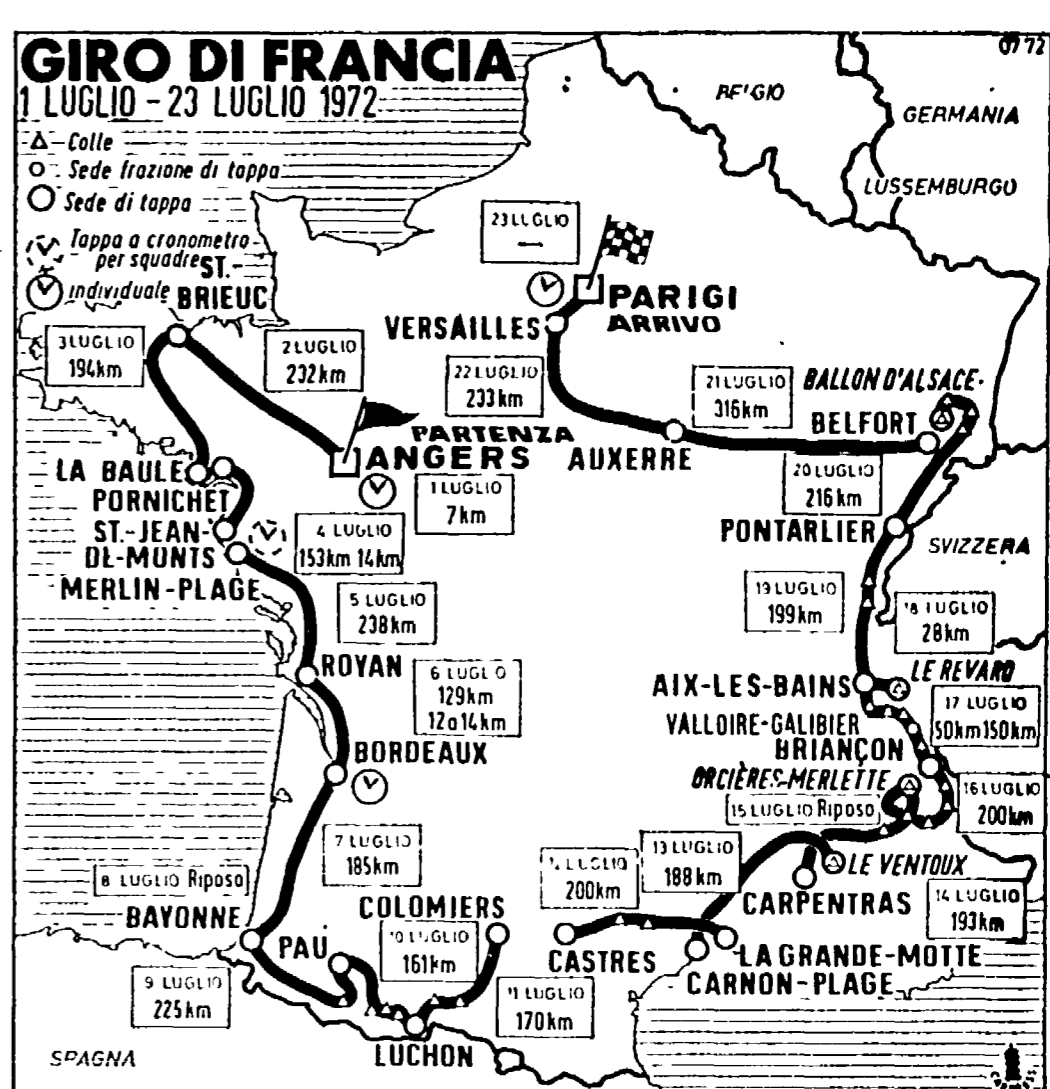 GIRO DI FRANCIA
1 LUGLIO - 23 LUGLIO 1972
0772
Colle
Sede frazione di tappa
Sede di tappa
Tappa a cronometro
per squadre
individuale
BELGIO
GERMANIA
LUSSEMBURGO
SVIZZERA
SPAGNA
ST.-
BRIEUC
23 LUGLIO
PARIGI
ARRIVO
VERSAILLES
3 LUGLIO
194km
2 LUGLIO
232km
22 LUGLIO
233km
21 LUGLIO
316km
BALLON D'ALSACE
BELFORT
PARTENZA
ANGERS
AUXERRE
LA BAULE
PORNICHET
1 LUGLIO
7km
20 LUGLIO
216km
ST.-JEAN-
DE-MONTS
MERLIN-PLAGE
4 LUGLIO
153km 14km
PONTARLIER
5 LUGLIO
238km
19 LUGLIO
199km
18 LUGLIO
28km
ROYAN
6 LUGLIO
129km
12a14km
AIX-LES-BAINS
LE REVARD
17 LUGLIO
50km150km
VALLOIRE-GALIBIER
BRIANÇON
BORDEAUX
ORCIÈRES-MERLETTE
15 LUGLIO Riposo
16 LUGLIO
200km
7 LUGLIO
185km
13 LUGLIO
188km
LUGLIO
200km
LE VENTOUX
8 LUGLIO Riposo
CARPENTRAS
14 LUGLIO
193km
BAYONNE
COLOMIERS
PAU
10 LUGLIO
161km
CASTRES
LA GRANDE-MOTTE
CARNON-PLAGE
9 LUGLIO
225km
11 LUGLIO
170km
LUCHON